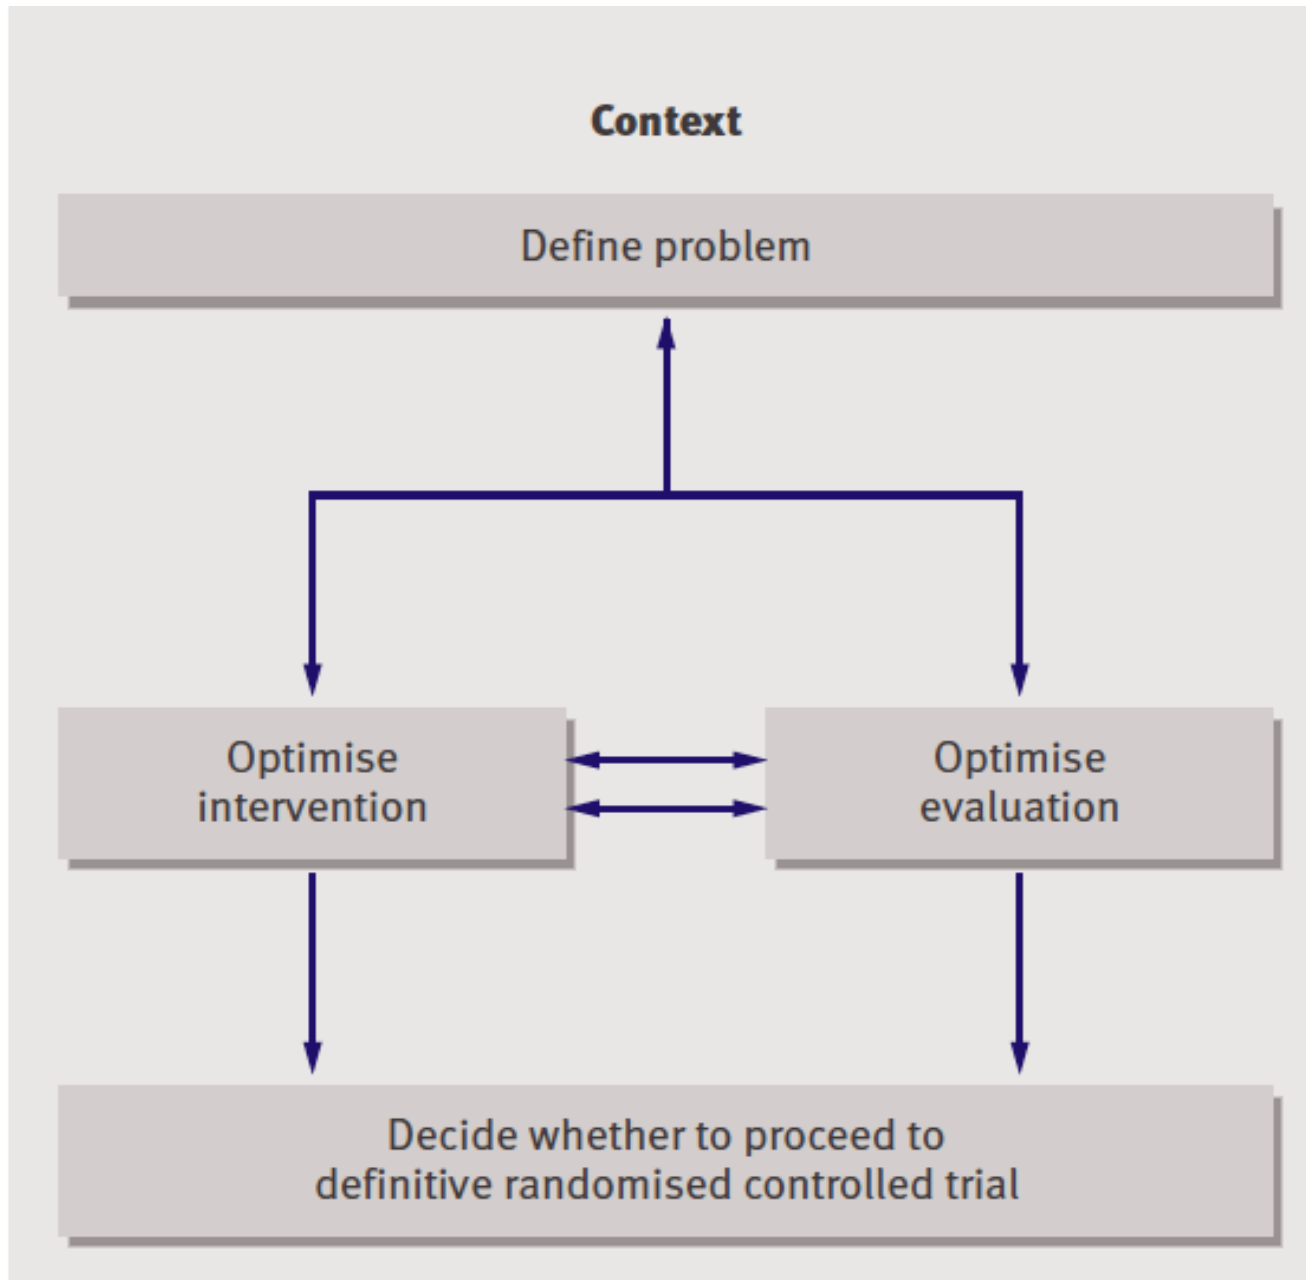 Context
Define problem
Optimise
intervention
Optimise
evaluation
Decide whether to proceed to
definitive randomised controlled trial